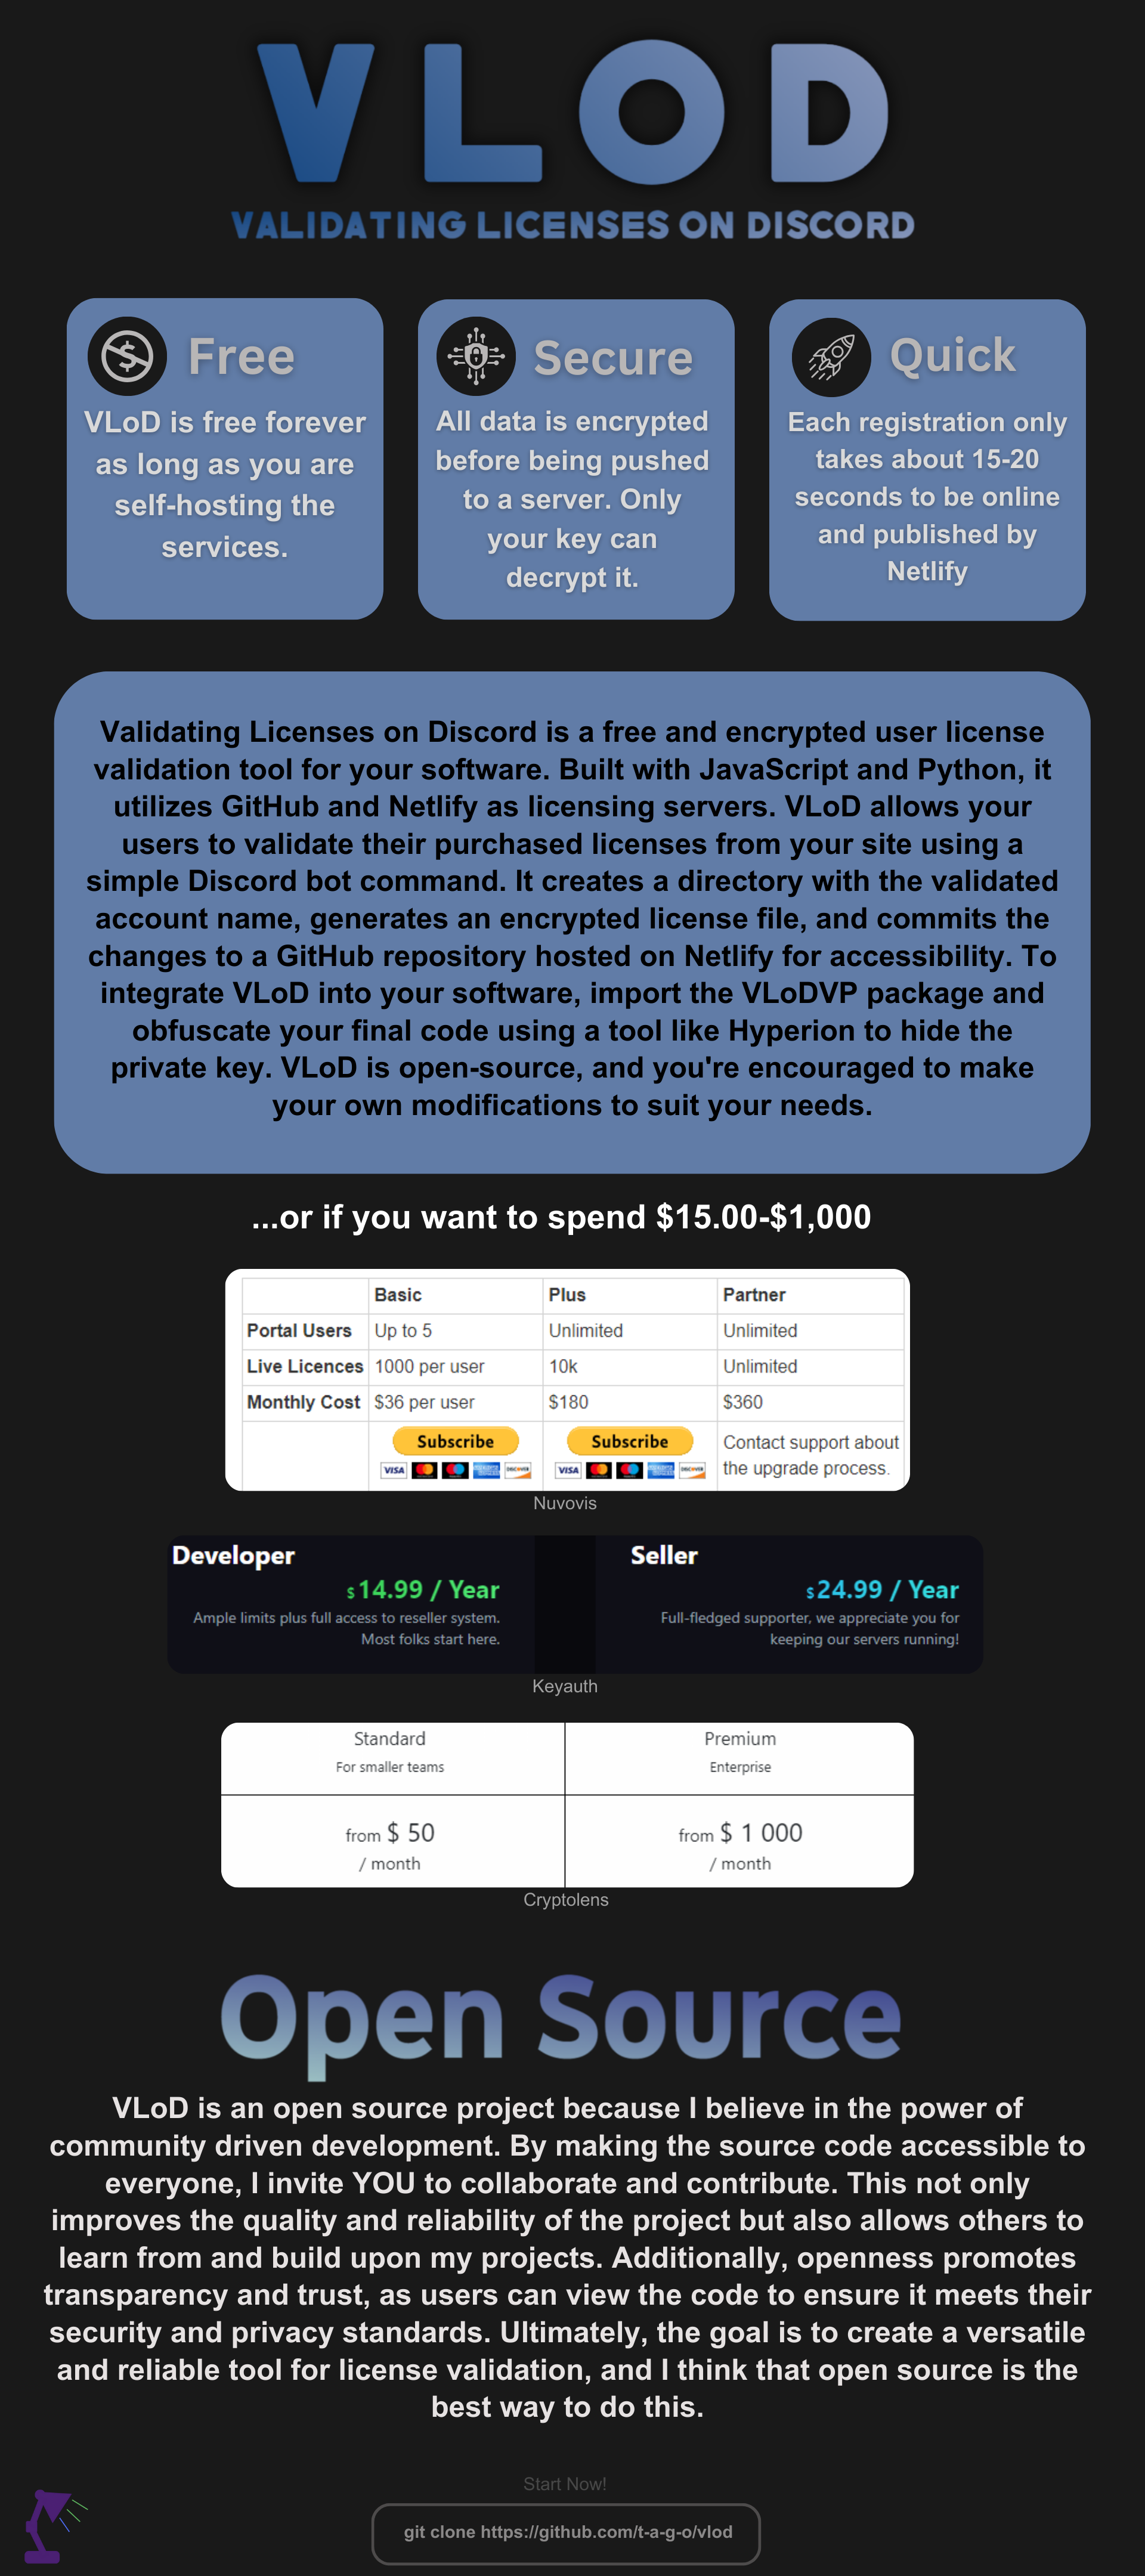 VLOD
VALIDATING LICENSES ON DISCORD
Free
VLoD is free forever
as long as you are
self-hosting the
services.
Secure
All data is encrypted
before being pushed
to a server. Only
your key can
decrypt it.
Quick
Each registration only
takes about 15-20
seconds to be online
and published by
Netlify
Validating Licenses on Discord is a free and encrypted user license
validation tool for your software. Built with JavaScript and Python, it
utilizes GitHub and Netlify as licensing servers. VLoD allows your
users to validate their purchased licenses from your site using a
simple Discord bot command. It creates a directory with the validated
account name, generates an encrypted license file, and commits the
changes to a GitHub repository hosted on Netlify for accessibility. To
integrate VLoD into your software, import the VLoDVP package and
obfuscate your final code using a tool like Hyperion to hide the
private key. VLoD is open-source, and you're encouraged to make
your own modifications to suit your needs.
...or if you want to spend $15.00-$1,000
Basic Plus Partner
Portal Users Up to 5 Unlimited Unlimited
Live Licences 1000 per user 10k Unlimited
Monthly Cost $36 per user $180 $360
Subscribe Subscribe Contact support about
VISA DISCOVER VISA DISCOVER the upgrade process.
Nuvovis
Developer
$14.99 / Year
Ample limits plus full access to reseller system.
Most folks start here.
Seller
$24.99 / Year
Full-fledged supporter, we appreciate you for
keeping our servers running!
Keyauth
Standard Premium
For smaller teams Enterprise
from $ 50 from $ 1 000
/ month / month
Cryptolens
Open Source
VLoD is an open source project because I believe in the power of
community driven development. By making the source code accessible to
everyone, I invite YOU to collaborate and contribute. This not only
improves the quality and reliability of the project but also allows others to
learn from and build upon my projects. Additionally, openness promotes
transparency and trust, as users can view the code to ensure it meets their
security and privacy standards. Ultimately, the goal is to create a versatile
and reliable tool for license validation, and I think that open source is the
best way to do this.
Start Now!
git clone https://github.com/t-a-g-o/vlod